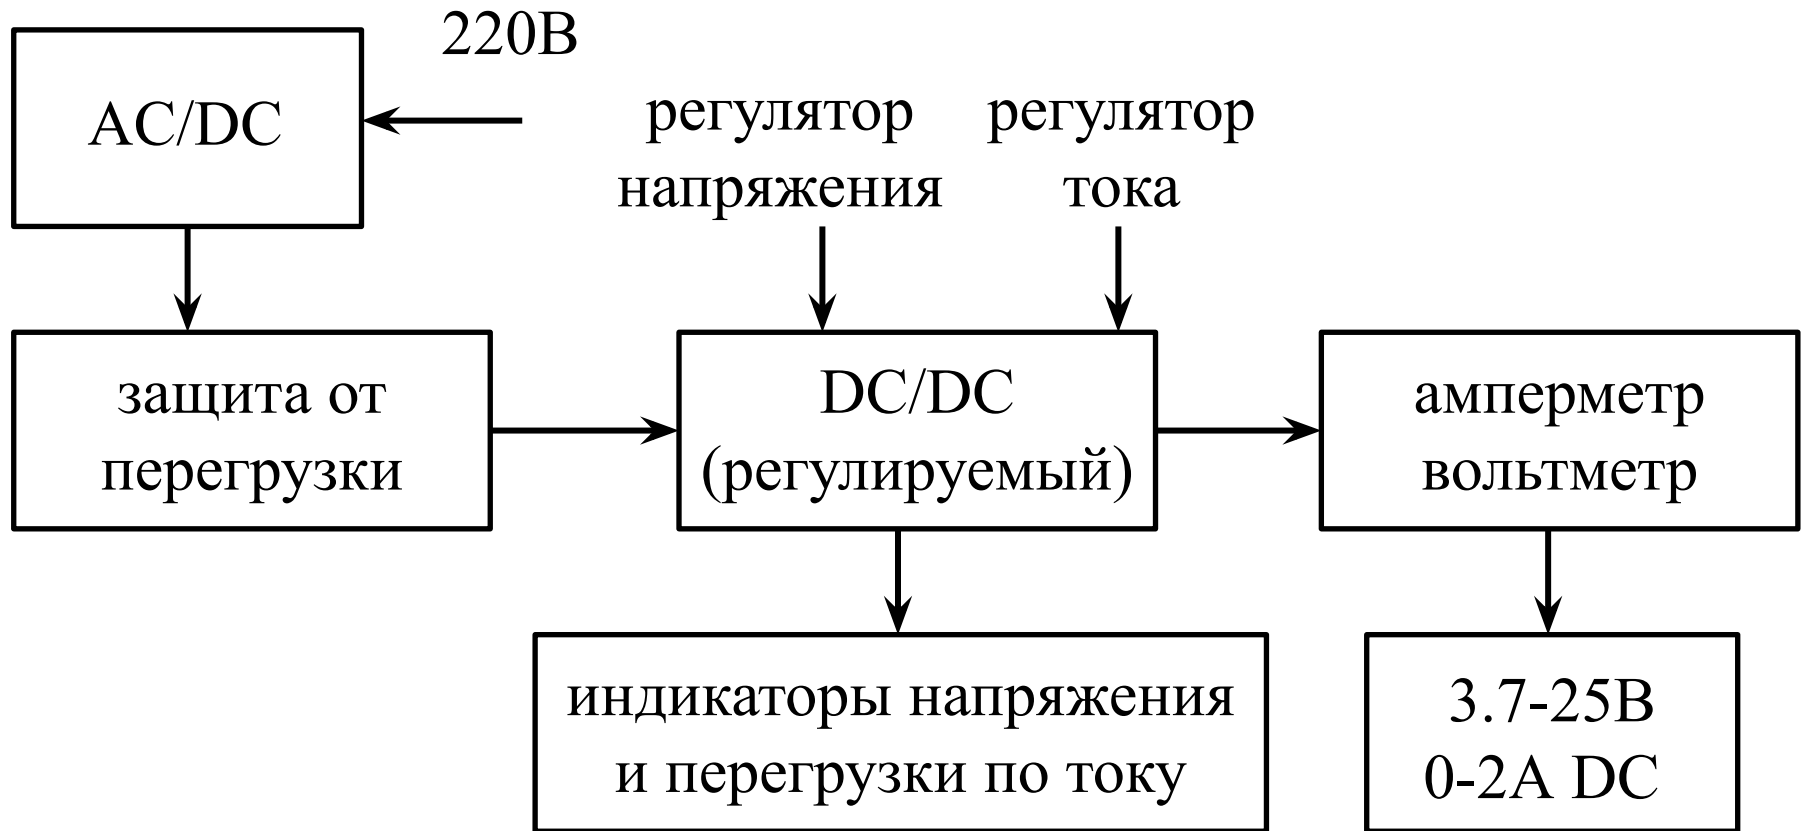 220В
AC/DC
регулятор
напряжения
регулятор
тока
защита от
перегрузки
DC/DC
(регулируемый)
амперметр
вольтметр
индикаторы напряжения
и перегрузки по току
3.7-25В
0-2А DC